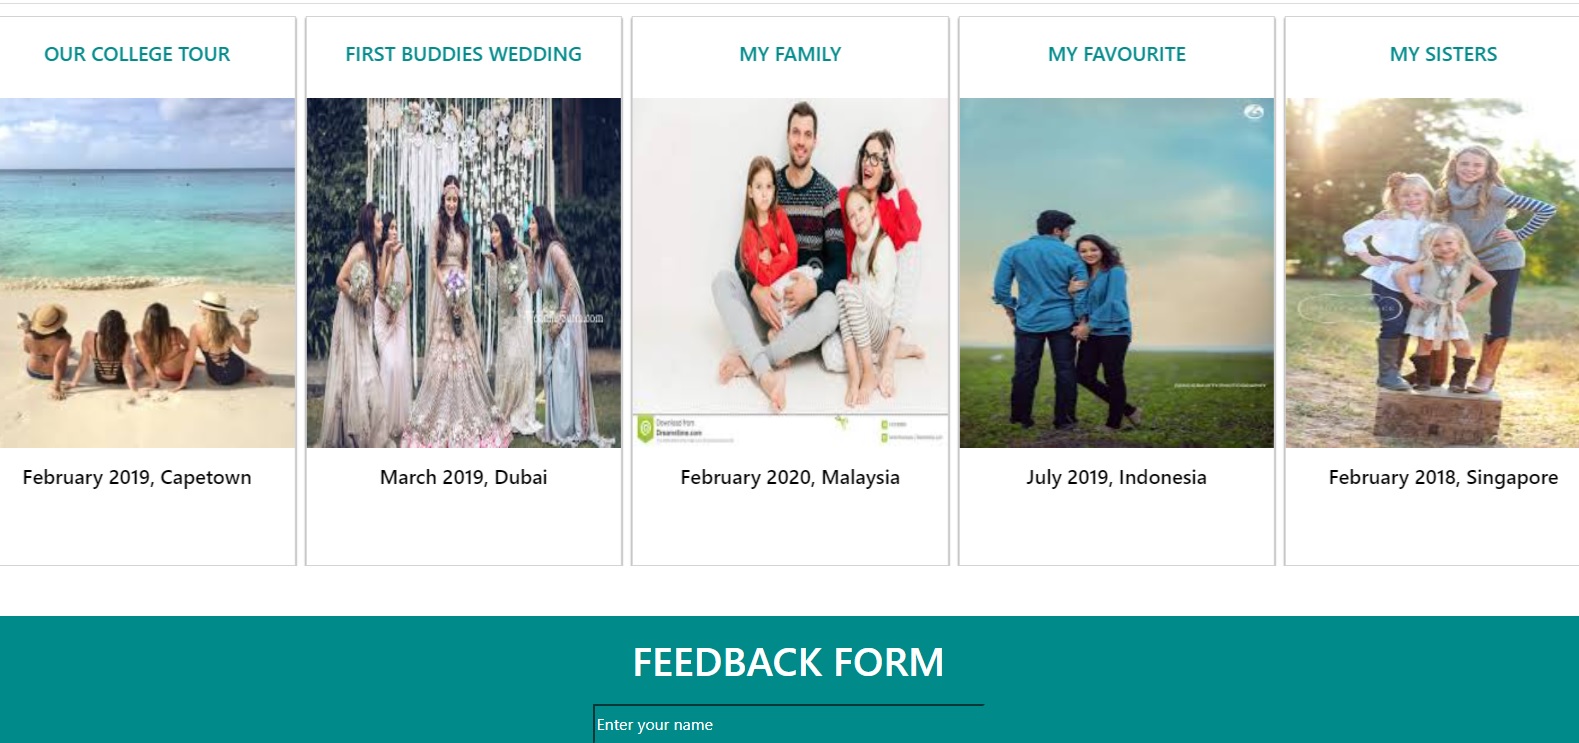 OUR COLLEGE TOUR
FIRST BUDDIES WEDDING
MY FAMILY
MY FAVOURITE
MY SISTERS
Download from
Dreamstime.com
February 2019, Capetown
March 2019, Dubai
February 2020, Malaysia
July 2019, Indonesia
February 2018, Singapore
FEEDBACK FORM
Enter your name